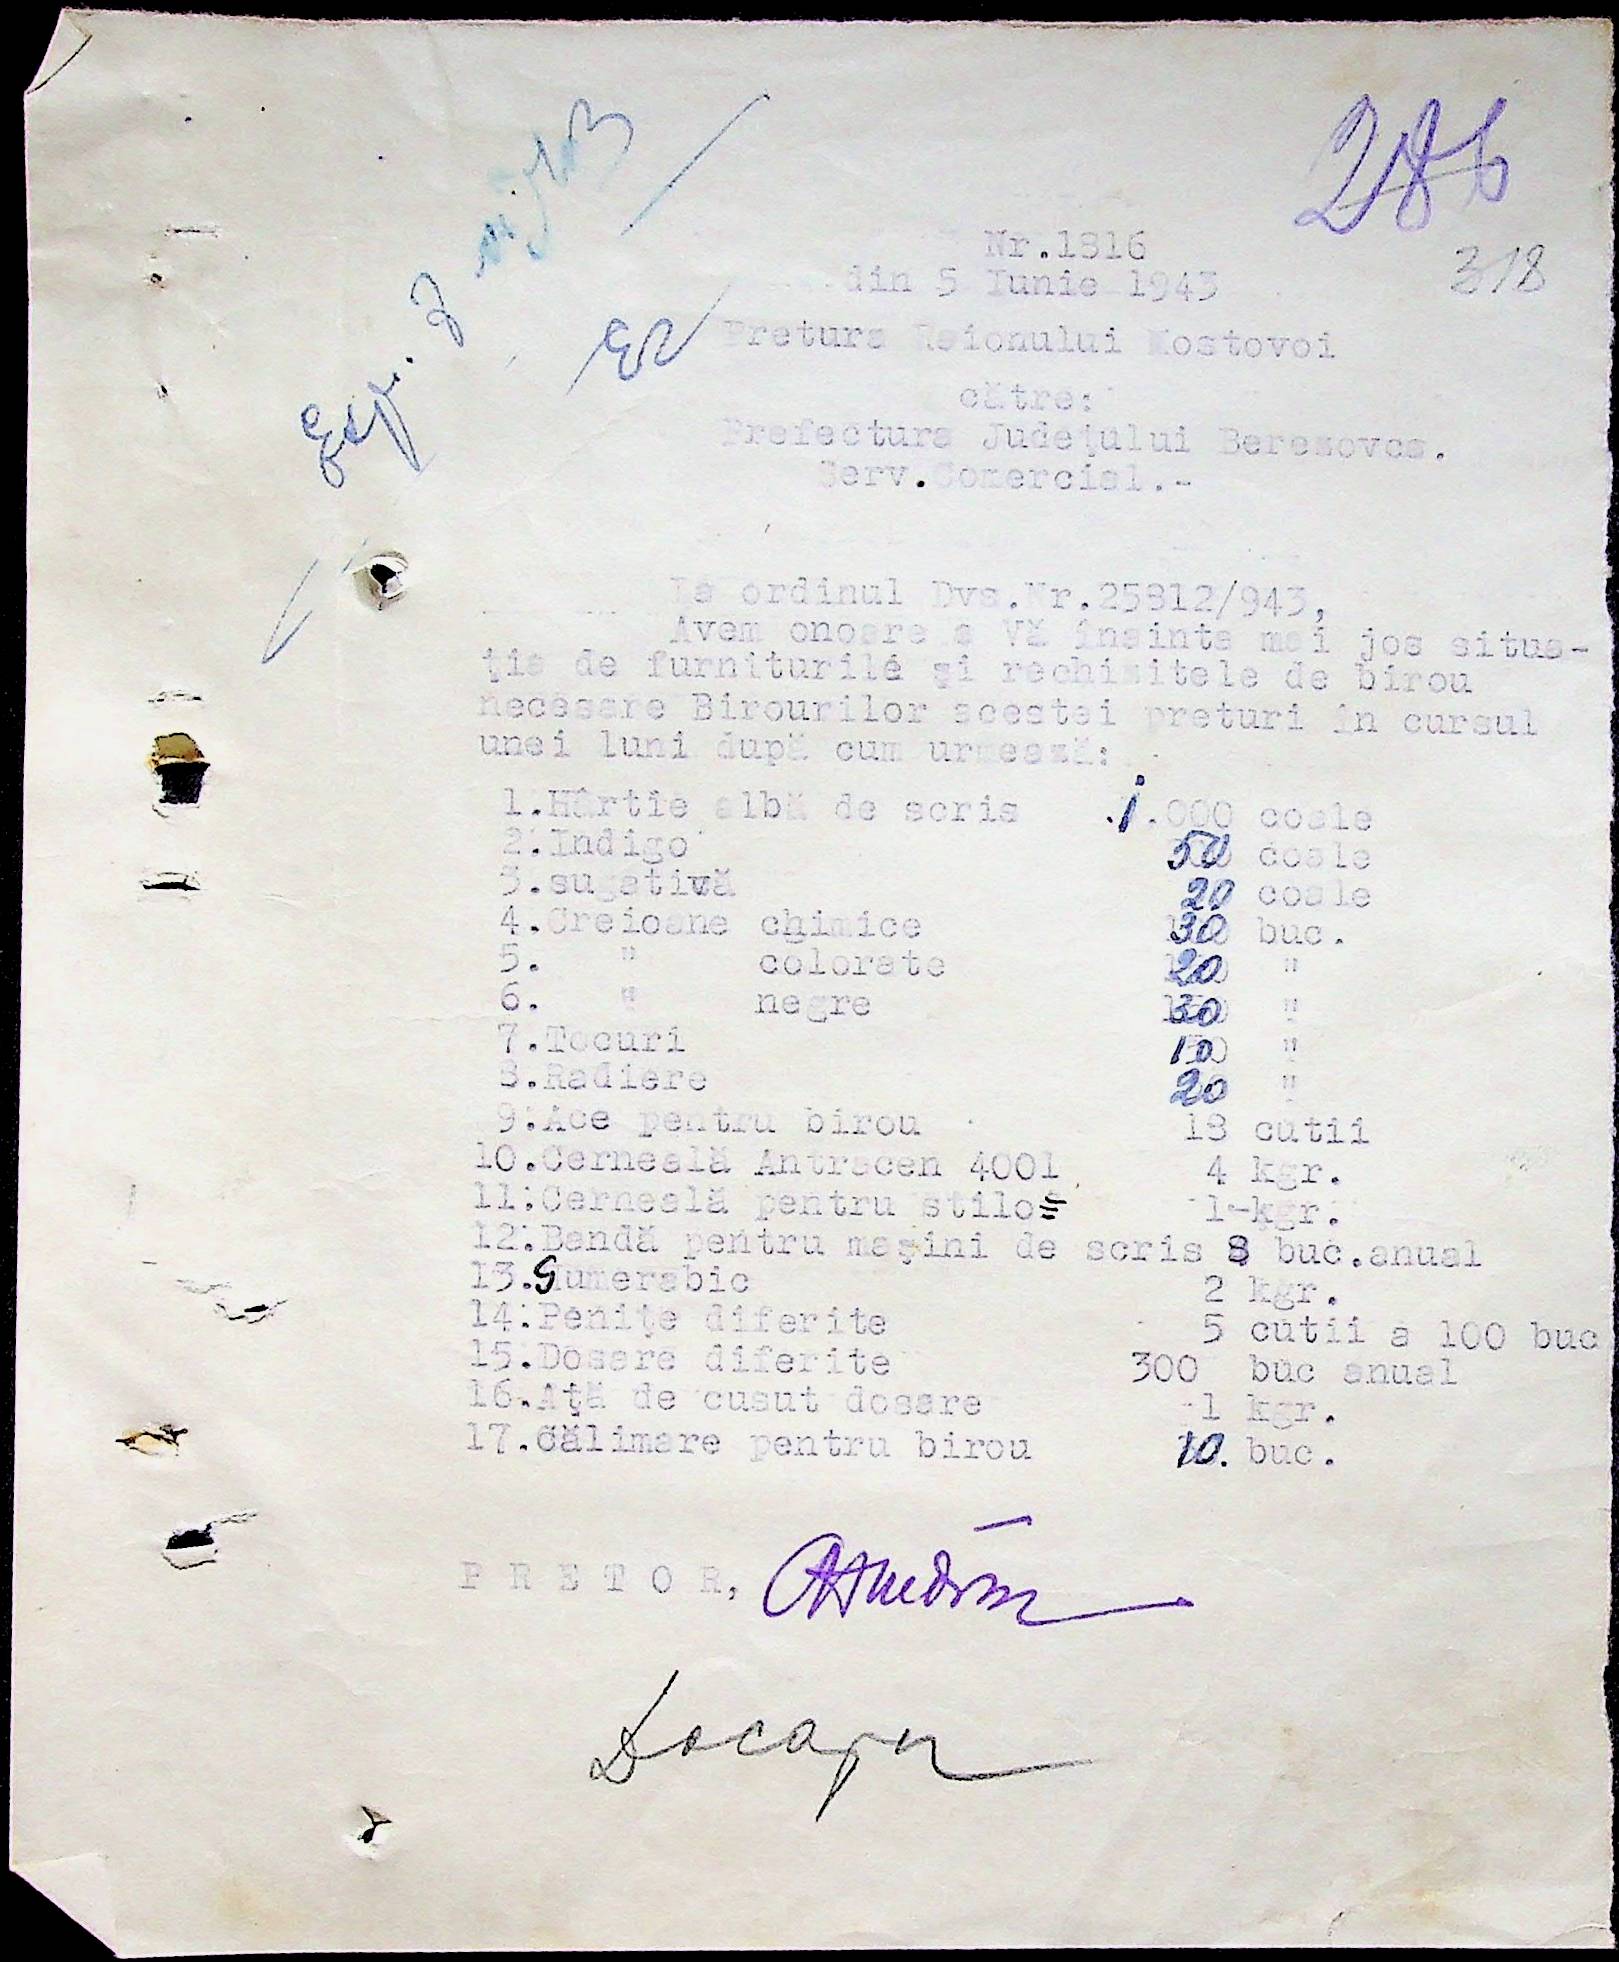 286
318
Nr.1816
din 5 Iunie 1943
Pretura Raionului Mostovoi
către:
Prefectura Județului Beresovca.
Serv.Comercial.-
La ordinul Dvs.Nr.25812/943,
Avem onoare a Vă înainta mai jos situa-
ția de furniturile și rechizitele de birou
necesare Birourilor acestei preturi in cursul
unei luni după cum urmează:
1.Hârtie albă de scris 1.000 coale
2.Indigo 50 coale
3.sugativă 20 coale
4.Creioane chimice 30 buc.
5. " colorate 20 "
6. " negre 30 "
7.Tocuri 10 "
8.Radiere 20 "
9.Ace pentru birou 18 cutii
10.Cerneală Antracen 4001 4 kgr.
11.Cerneală pentru stilo 1-kgr.
12.Bandă pentru mașini de scris 8 buc.anual
13.Gumerabic 2 kgr.
14.Penițe diferite 5 cutii a 100 buc
15.Dosare diferite 300 buc anual
16.Ață de cusut dosare 1 kgr.
17.Călimare pentru birou 10. buc.
P R E T O R,